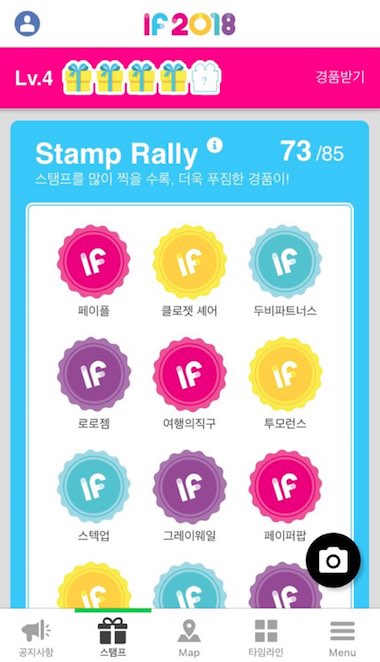 IF 2018
Lv.4
?
경품받기
Stamp Rally i 73 /85
스탬프를 많이 찍을 수록, 더욱 푸짐한 경품이!
IF IF IF
페이플 클로젯 셰어 두비파트너스
IF IF IF
로로젬 여행의직구 투모런스
IF IF IF
스텍업 그레이웨일 페이퍼팝
IF IF IF
공지사항 스탬프 Map 타임라인 Menu